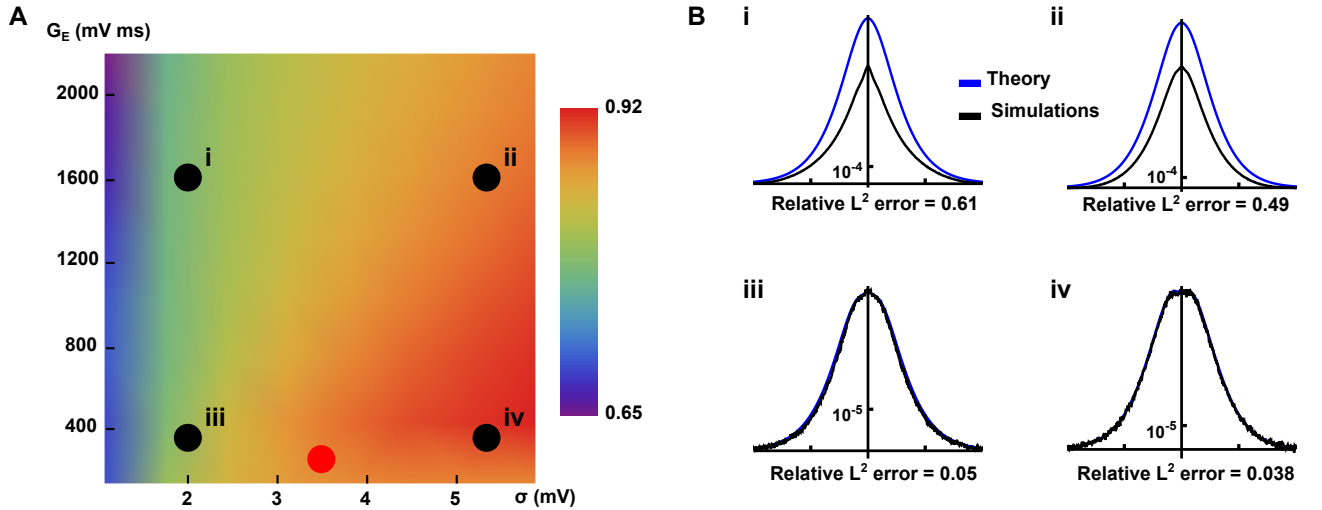 A
G_E (mV ms)
2000
1600
1200
800
400
2
3
4
5
σ (mV)
i
ii
iii
iv
0.92
0.65
B
i
10^-4
Relative L^2 error = 0.61
Theory
Simulations
ii
10^-4
Relative L^2 error = 0.49
iii
10^-5
Relative L^2 error = 0.05
iv
10^-5
Relative L^2 error = 0.038